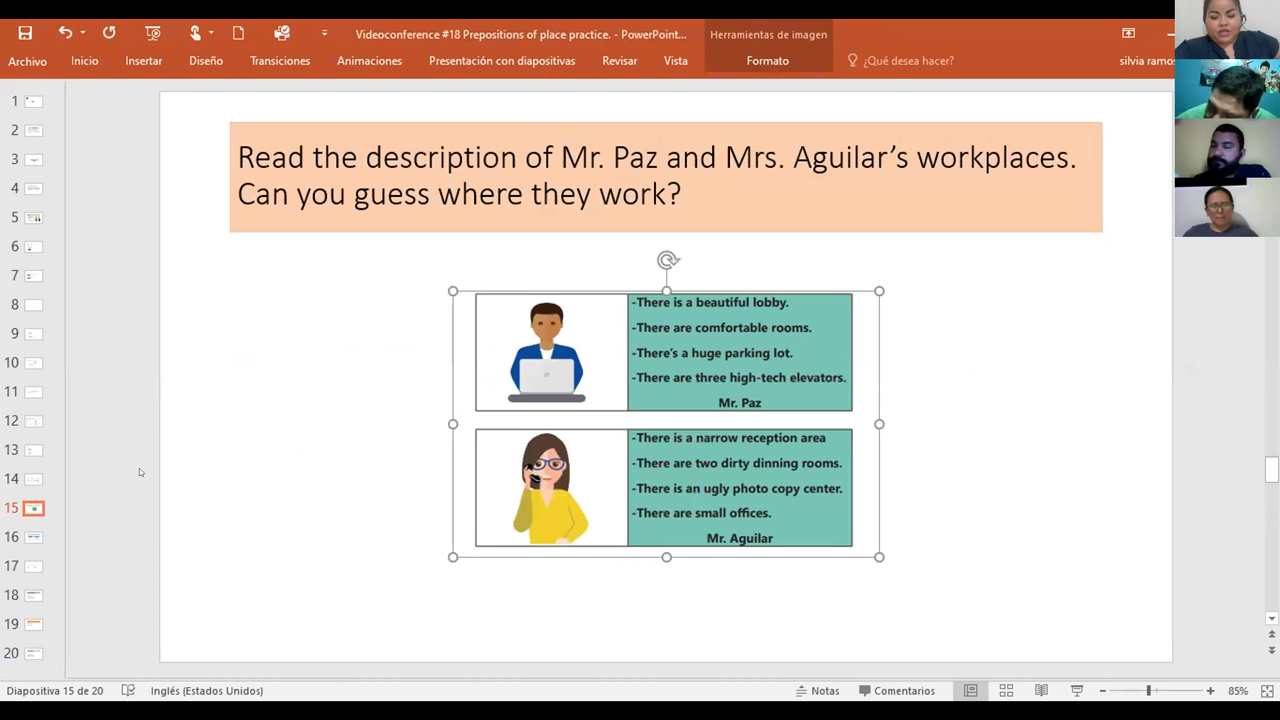 Videoconference #18 Prepositions of place practice. - PowerPoint...
Herramientas de imagen
Archivo
Inicio
Insertar
Diseño
Transiciones
Animaciones
Presentación con diapositivas
Revisar
Vista
Formato
¿Qué desea hacer?
silvia ramos
1
2
3
4
5
6
7
8
9
10
11
12
13
14
15
16
17
18
19
20
Read the description of Mr. Paz and Mrs. Aguilar’s workplaces.
Can you guess where they work?
-There is a beautiful lobby.
-There are comfortable rooms.
-There's a huge parking lot.
-There are three high-tech elevators.
Mr. Paz
-There is a narrow reception area
-There are two dirty dinning rooms.
-There is an ugly photo copy center.
-There are small offices.
Mr. Aguilar
Diapositiva 15 de 20
Inglés (Estados Unidos)
Notas
Comentarios
85%